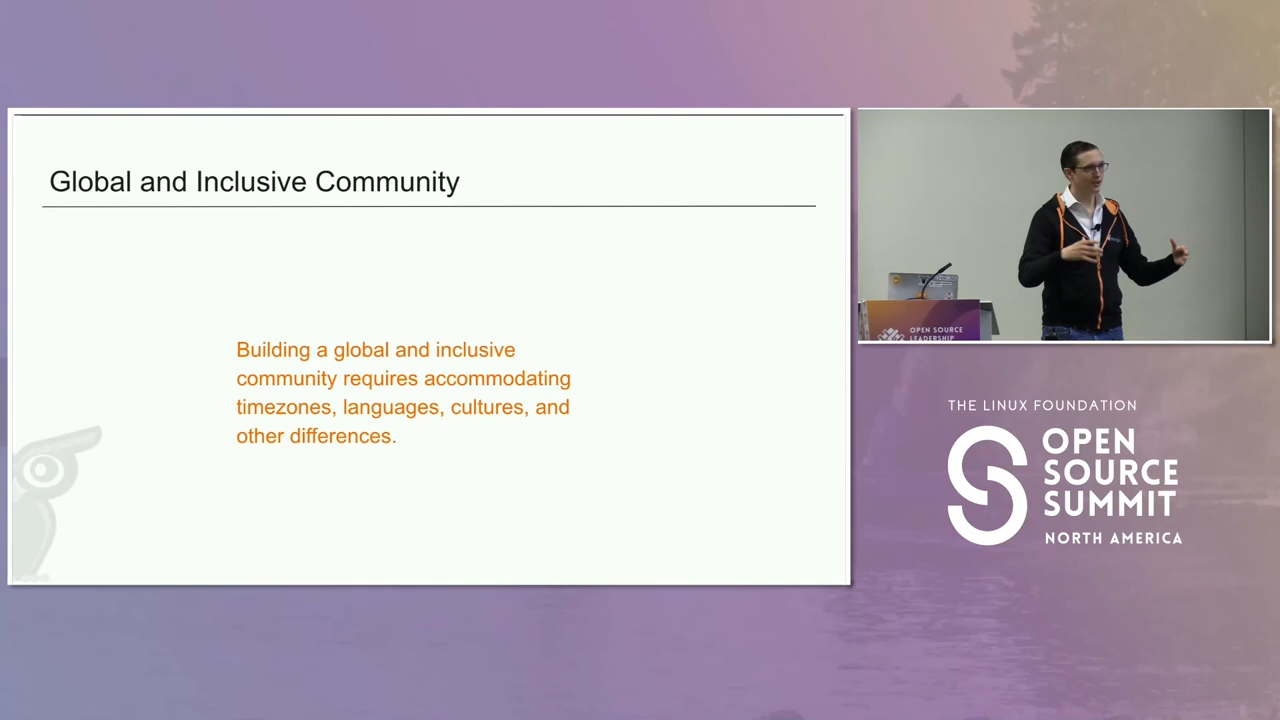 Global and Inclusive Community
Building a global and inclusive
community requires accommodating
timezones, languages, cultures, and
other differences.
OPEN SOURCE
LEADERSHIP
THE LINUX FOUNDATION
OPEN
SOURCE
SUMMIT
NORTH AMERICA